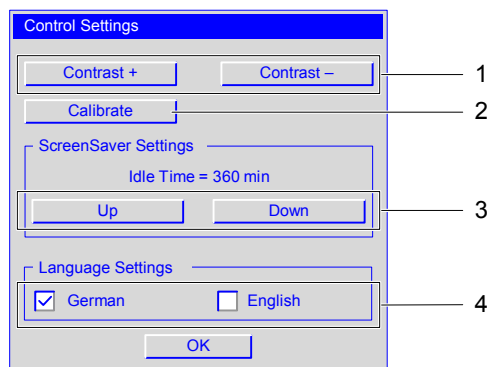 Control Settings
Contrast + Contrast – 1
Calibrate 2
ScreenSaver Settings
Idle Time = 360 min
Up Down 3
Language Settings
German English 4
OK